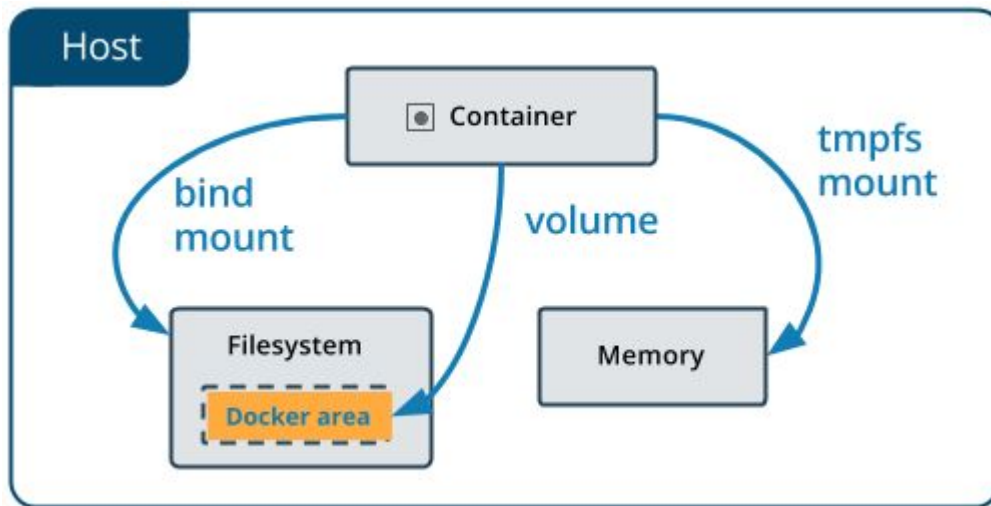 Host
Container
bind
mount
volume
tmpfs
mount
Filesystem
Docker area
Memory